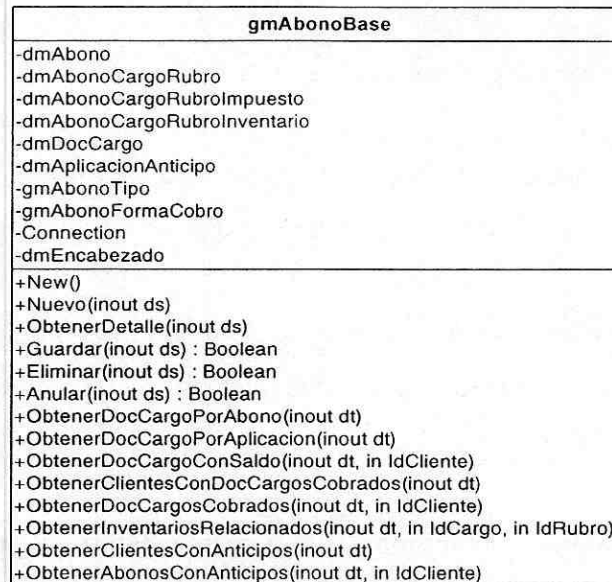 gmAbonoBase
-dmAbono
-dmAbonoCargoRubro
-dmAbonoCargoRubroImpuesto
-dmAbonoCargoRubroInventario
-dmDocCargo
-dmAplicacionAnticipo
-gmAbonoTipo
-gmAbonoFormaCobro
-Connection
-dmEncabezado
+New()
+Nuevo(inout ds)
+ObtenerDetalle(inout ds)
+Guardar(inout ds) : Boolean
+Eliminar(inout ds) : Boolean
+Anular(inout ds) : Boolean
+ObtenerDocCargoPorAbono(inout dt)
+ObtenerDocCargoPorAplicacion(inout dt)
+ObtenerDocCargoConSaldo(inout dt, in IdCliente)
+ObtenerClientesConDocCargosCobrados(inout dt)
+ObtenerDocCargosCobrados(inout dt, in IdCliente)
+ObtenerInventariosRelacionados(inout dt, in IdCargo, in IdRubro)
+ObtenerClientesConAnticipos(inout dt)
+ObtenerAbonosConAnticipos(inout dt, in IdCliente)